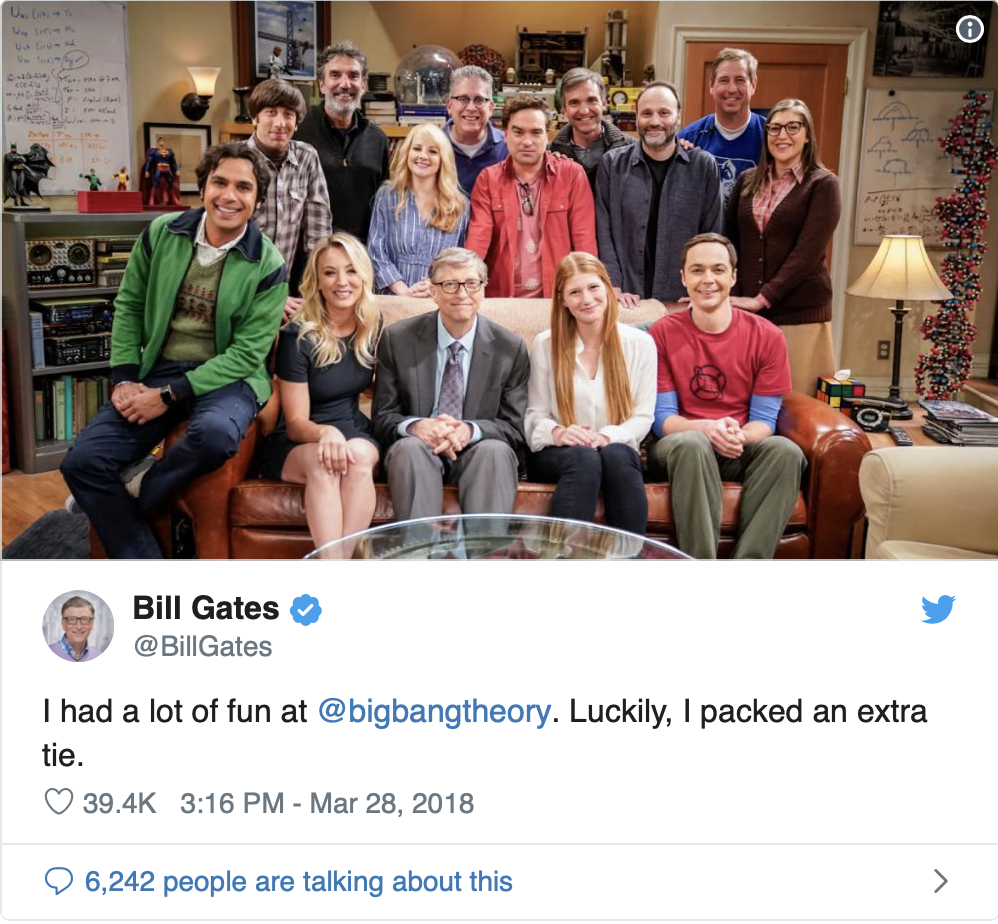 Bill Gates
@BillGates
I had a lot of fun at @bigbangtheory. Luckily, I packed an extra
tie.
39.4K 3:16 PM - Mar 28, 2018
6,242 people are talking about this